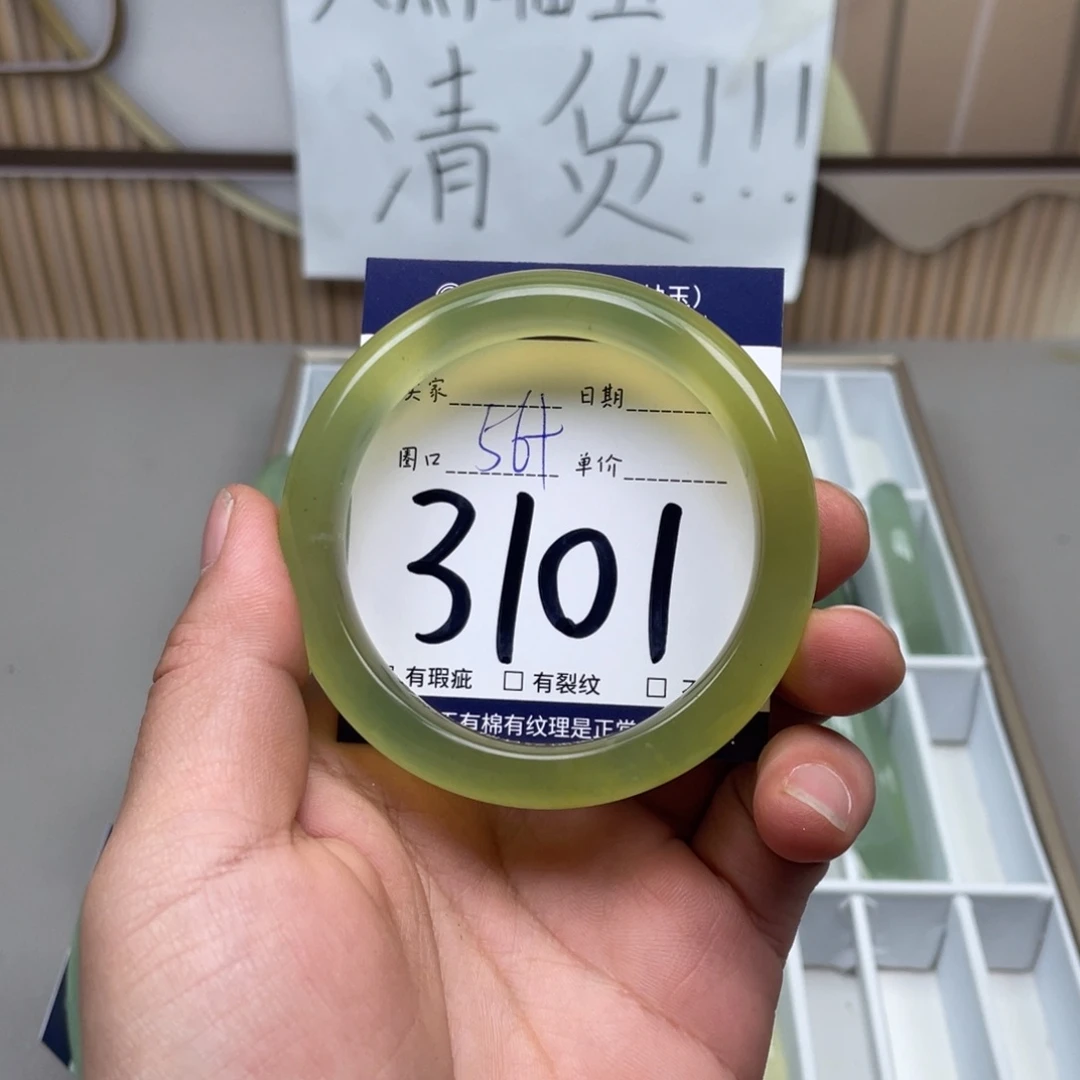 清货!!!
买家 日期
圈口 56+ 单价
3101
有瑕疵 □ 有裂纹 □
有棉有纹理是正常